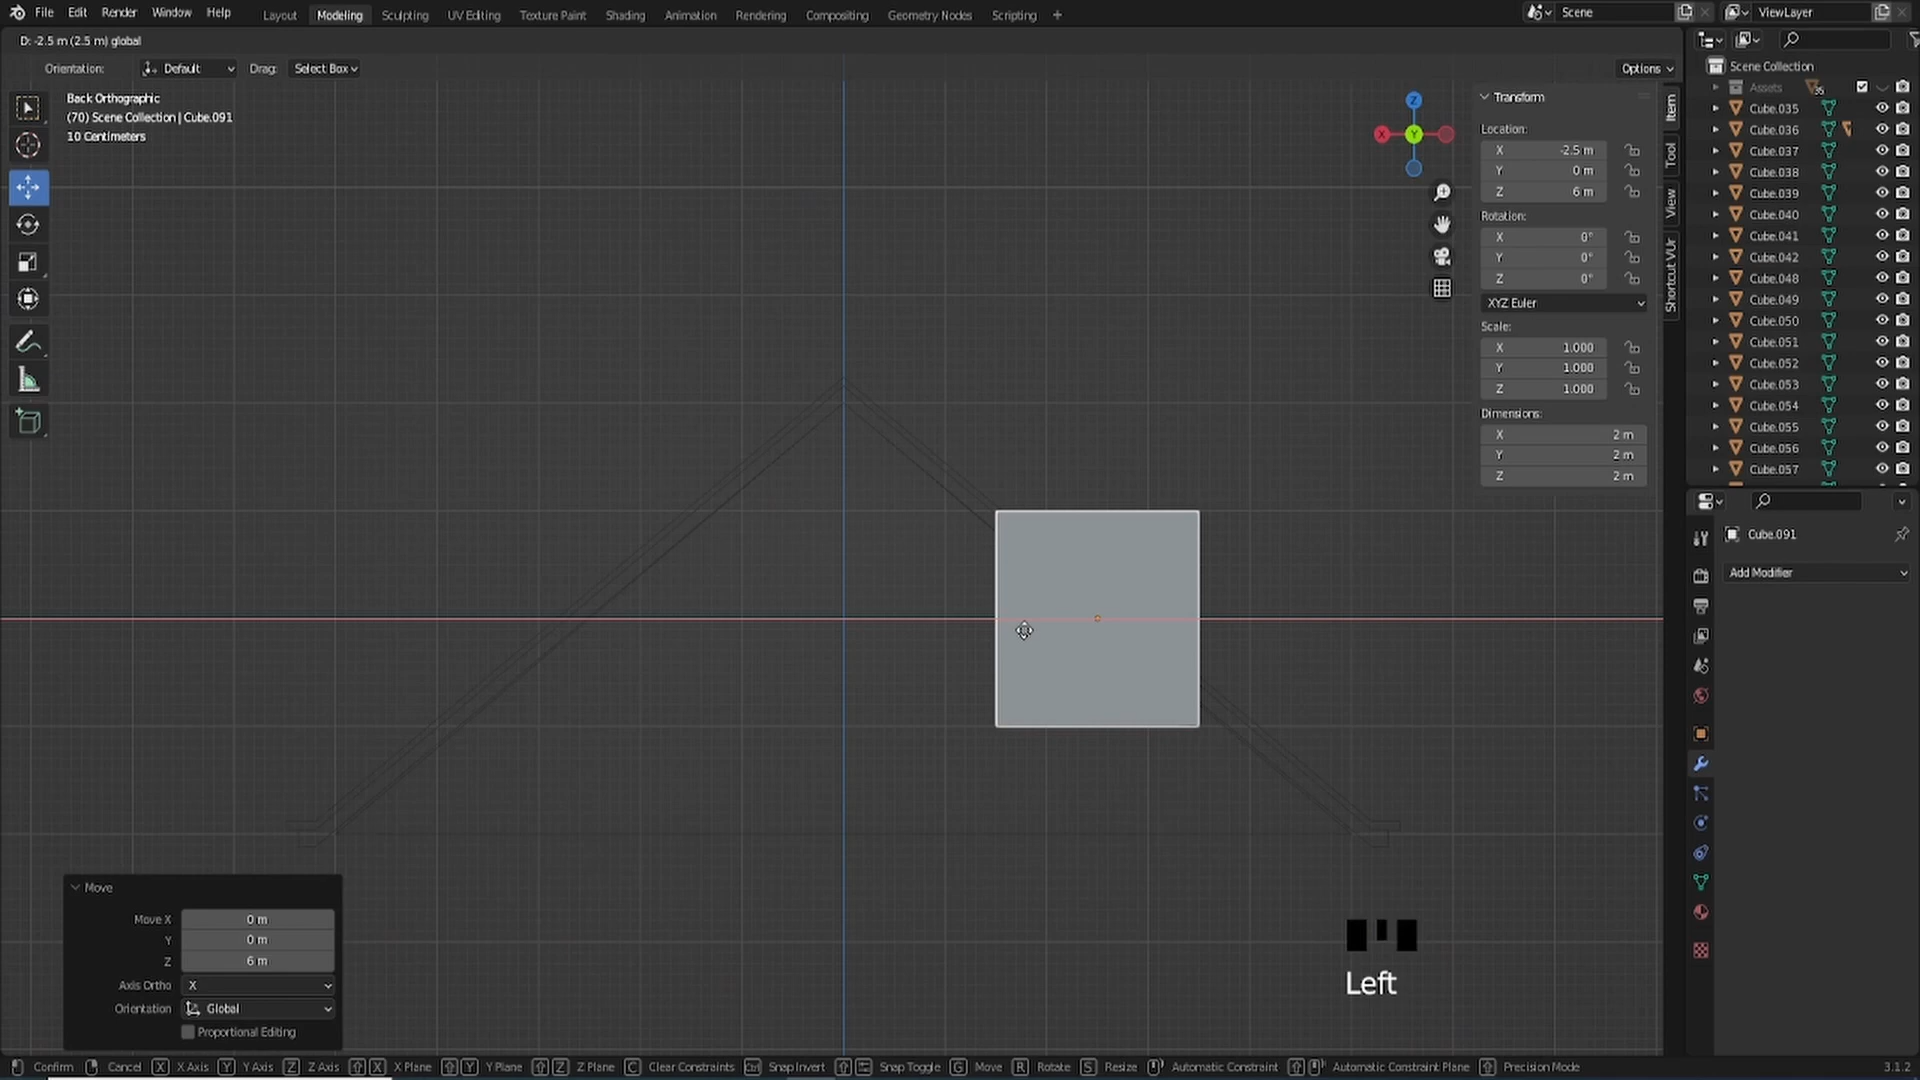 File Edit Render Window Help Layout Modeling Sculpting UV Editing Texture Paint Shading Animation Rendering Compositing Geometry Nodes Scripting + Scene ViewLayer
D: -2.5 m (2.5 m) global
Orientation: Default Drag: Select Box Options
Back Orthographic
(70) Scene Collection | Cube.091
10 Centimeters
Z
X
Y
Transform
Location:
X -2.5 m
Y 0 m
Z 6 m
Rotation:
X 0°
Y 0°
Z 0°
XYZ Euler
Scale:
X 1.000
Y 1.000
Z 1.000
Dimensions:
X 2 m
Y 2 m
Z 2 m
Item
Tool
View
Shortcut VUr
Scene Collection
Assets 35
Cube.035
Cube.036
Cube.037
Cube.038
Cube.039
Cube.040
Cube.041
Cube.042
Cube.048
Cube.049
Cube.050
Cube.051
Cube.052
Cube.053
Cube.054
Cube.055
Cube.056
Cube.057
Cube.091
Add Modifier
Move
Move X 0 m
Y 0 m
Z 6 m
Axis Ortho X
Orientation Global
Proportional Editing
Left
Confirm Cancel X X Axis Y Y Axis Z Z Axis X X Plane Y Y Plane Z Z Plane C Clear Constraints Ctrl Snap Invert Snap Toggle G Move R Rotate S Resize Automatic Constraint Automatic Constraint Plane Precision Mode 3.1.2